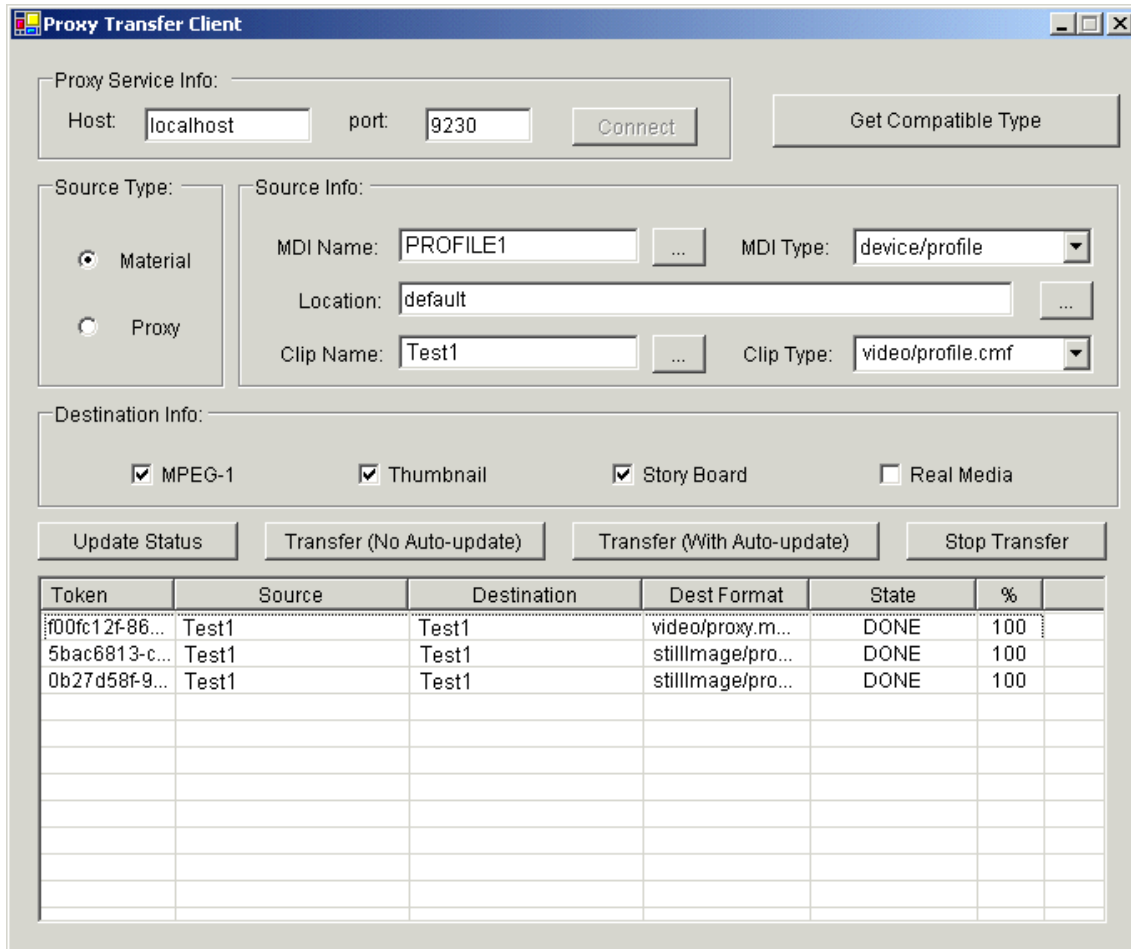 Proxy Transfer Client
Proxy Service Info:
Host: localhost port: 9230 Connect Get Compatible Type
Source Type: Source Info:
MDI Name: PROFILE1 ... MDI Type: device/profile
Material
Location: default ...
Proxy
Clip Name: Test1 ... Clip Type: video/profile.cmf
Destination Info:
MPEG-1 Thumbnail Story Board Real Media
Update Status Transfer (No Auto-update) Transfer (With Auto-update) Stop Transfer
Token Source Destination Dest Format State %
f00fc12f-86... Test1 Test1 video/proxy.m... DONE 100
5bac6813-c... Test1 Test1 stillImage/pro... DONE 100
0b27d58f-9... Test1 Test1 stillImage/pro... DONE 100